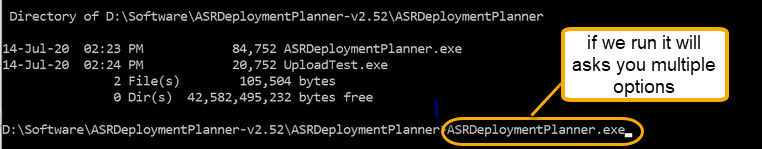 Directory of D:\Software\ASRDeploymentPlanner-v2.52\ASRDeploymentPlanner
14-Jul-20  02:23 PM            84,752 ASRDeploymentPlanner.exe
14-Jul-20  02:24 PM            20,752 UploadTest.exe
2 File(s)        105,504 bytes
0 Dir(s)  42,582,495,232 bytes free
if we run it will
asks you multiple
options
D:\Software\ASRDeploymentPlanner-v2.52\ASRDeploymentPlanner>ASRDeploymentPlanner.exe